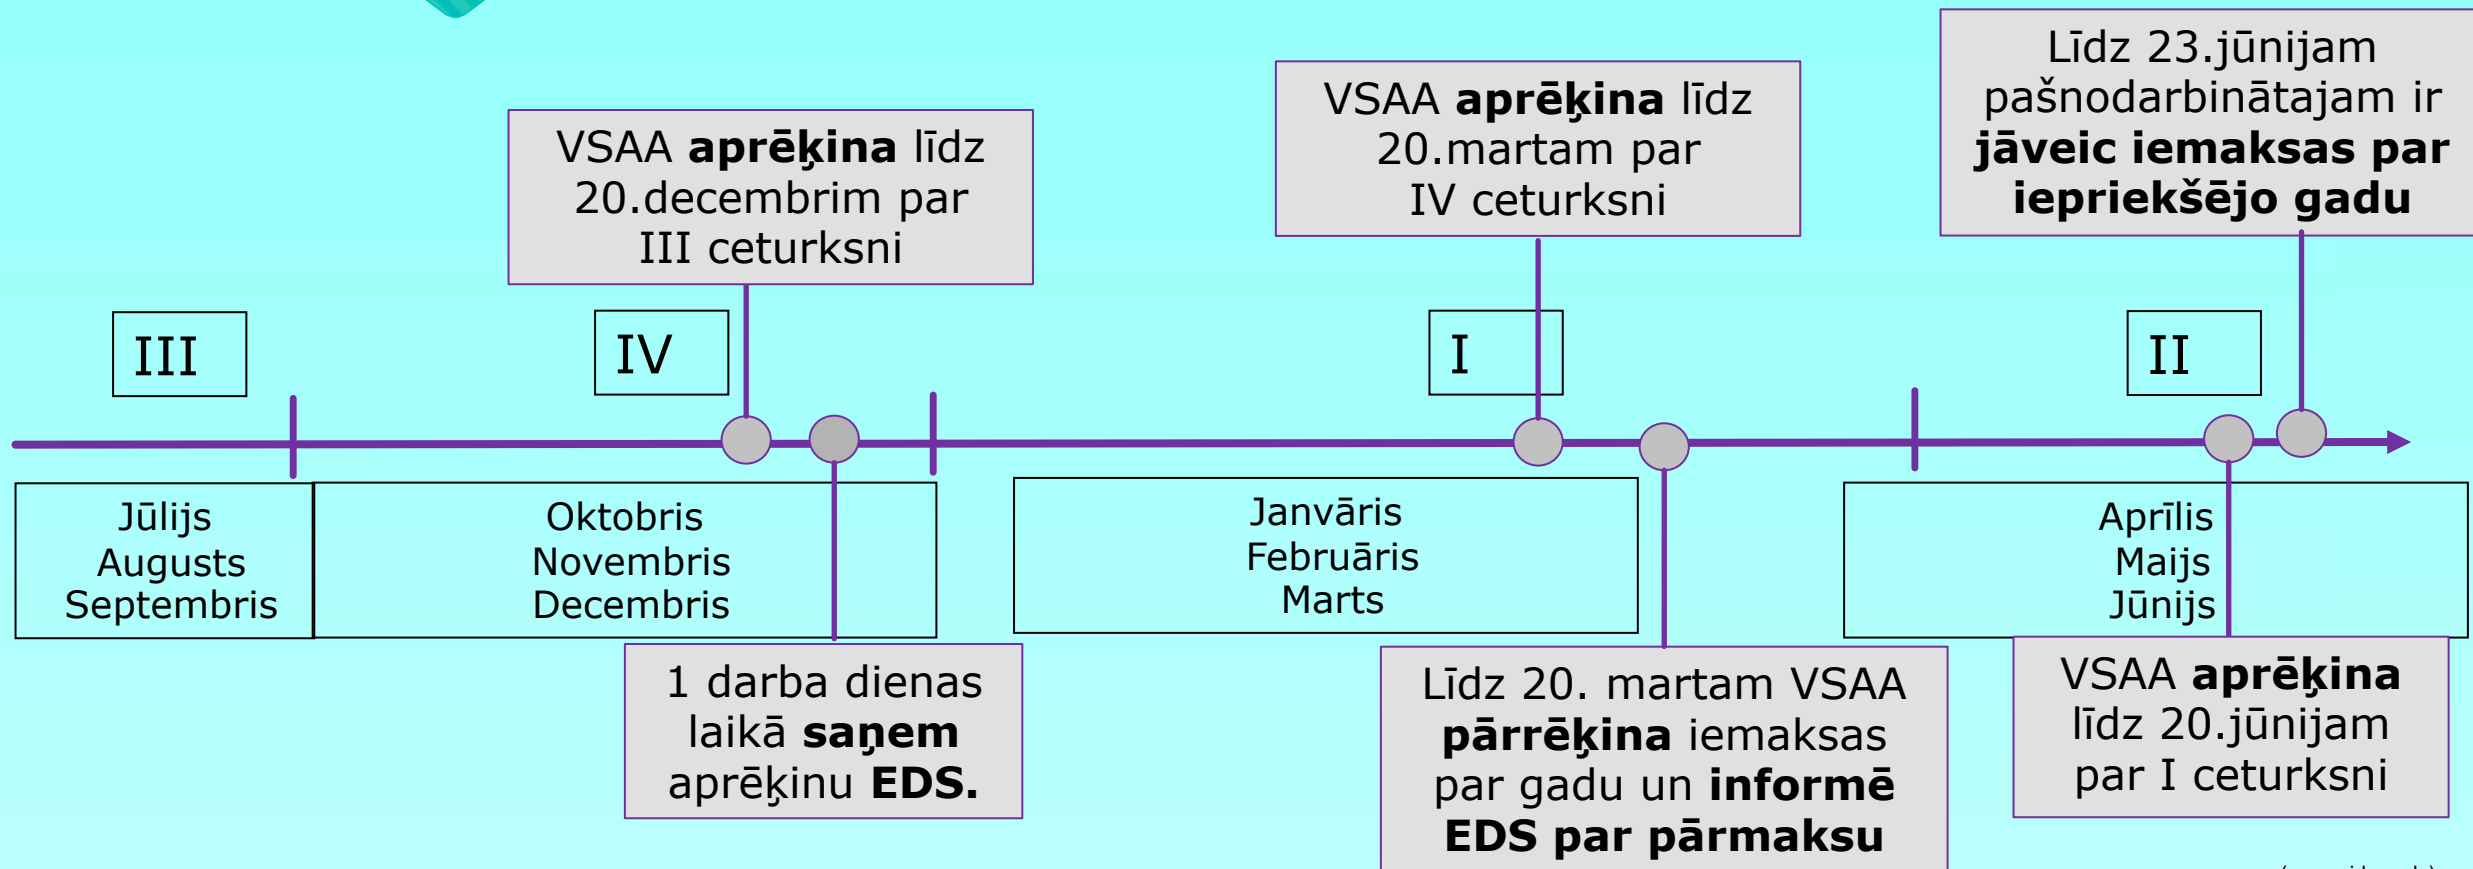 Līdz 23.jūnijam
pašnodarbinātajam ir
jāveic iemaksas par
iepriekšējo gadu
VSAA aprēķina līdz
20.martam par
IV ceturksni
VSAA aprēķina līdz
20.decembrim par
III ceturksni
III
IV
I
II
Jūlijs
Augusts
Septembris
Oktobris
Novembris
Decembris
Janvāris
Februāris
Marts
Aprīlis
Maijs
Jūnijs
1 darba dienas
laikā saņem
aprēķinu EDS.
Līdz 20. martam VSAA
pārrēķina iemaksas
par gadu un informē
EDS par pārmaksu
VSAA aprēķina
līdz 20.jūnijam
par I ceturksni